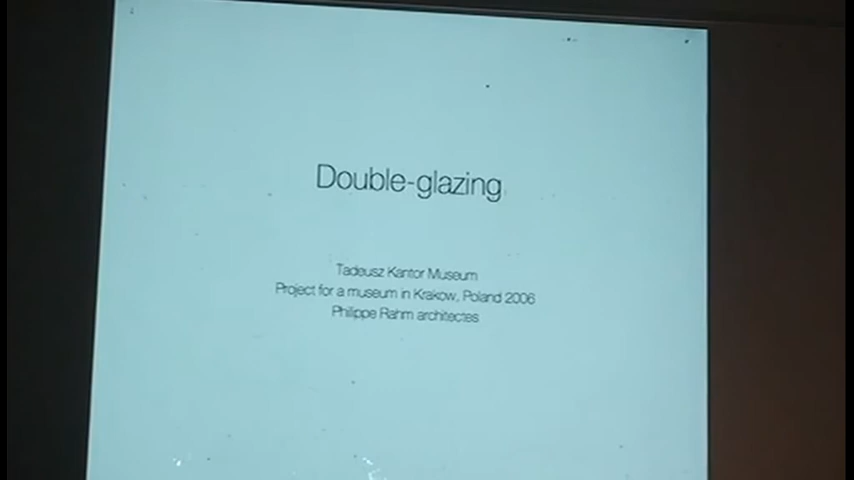 Double-glazing
Tadeusz Kantor Museum
Project for a museum in Krakow, Poland 2006
Philippe Rahm architectes